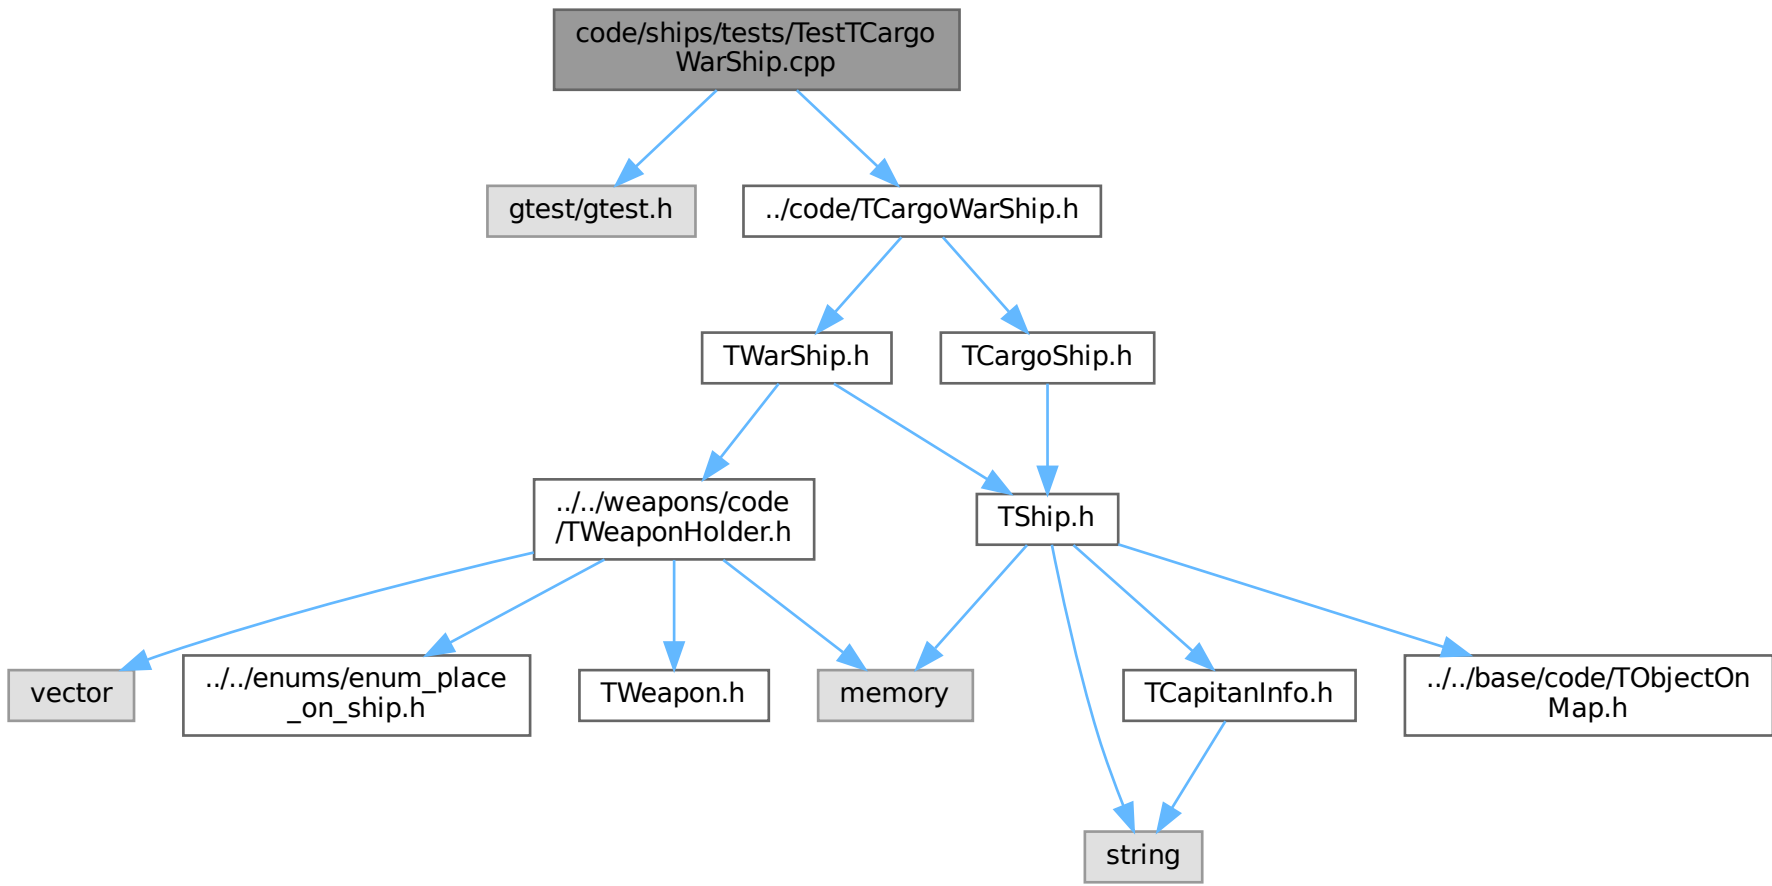 code/ships/tests/TestTCargo
WarShip.cpp
gtest/gtest.h
../code/TCargoWarShip.h
TWarShip.h
TCargoShip.h
../../weapons/code
/TWeaponHolder.h
TShip.h
vector
../../enums/enum_place
_on_ship.h
TWeapon.h
memory
TCapitanInfo.h
../../base/code/TObjectOn
Map.h
string